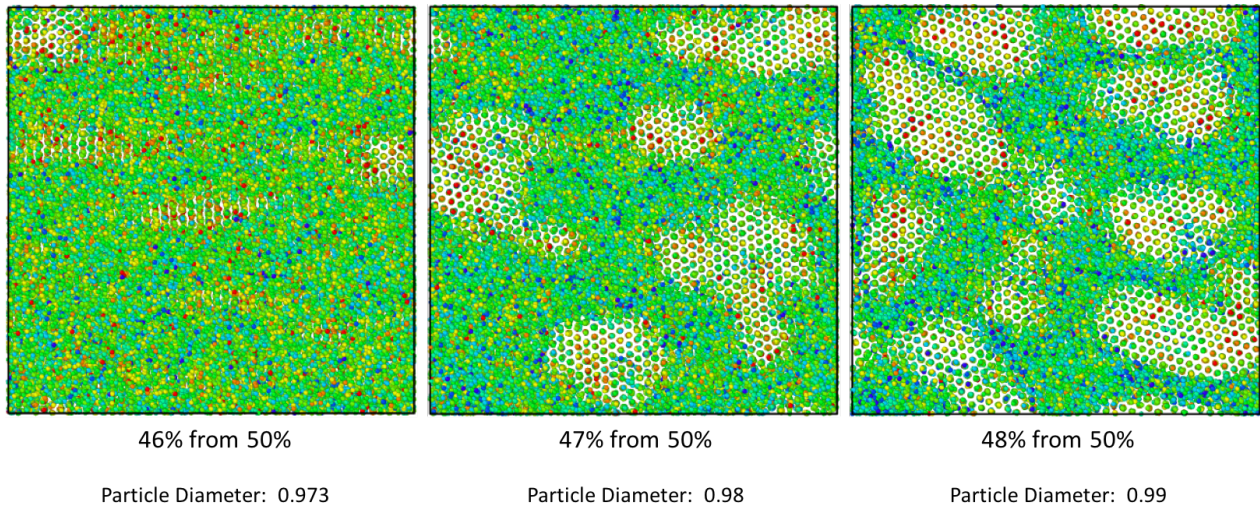 46% from 50%
47% from 50%
48% from 50%
Particle Diameter: 0.973
Particle Diameter: 0.98
Particle Diameter: 0.99